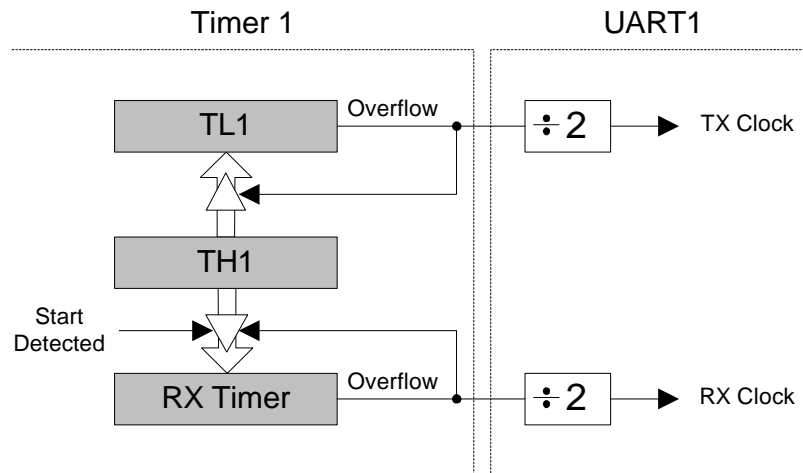 Timer 1
UART1
TL1
Overflow
÷ 2
TX Clock
TH1
Start
Detected
RX Timer
Overflow
÷ 2
RX Clock